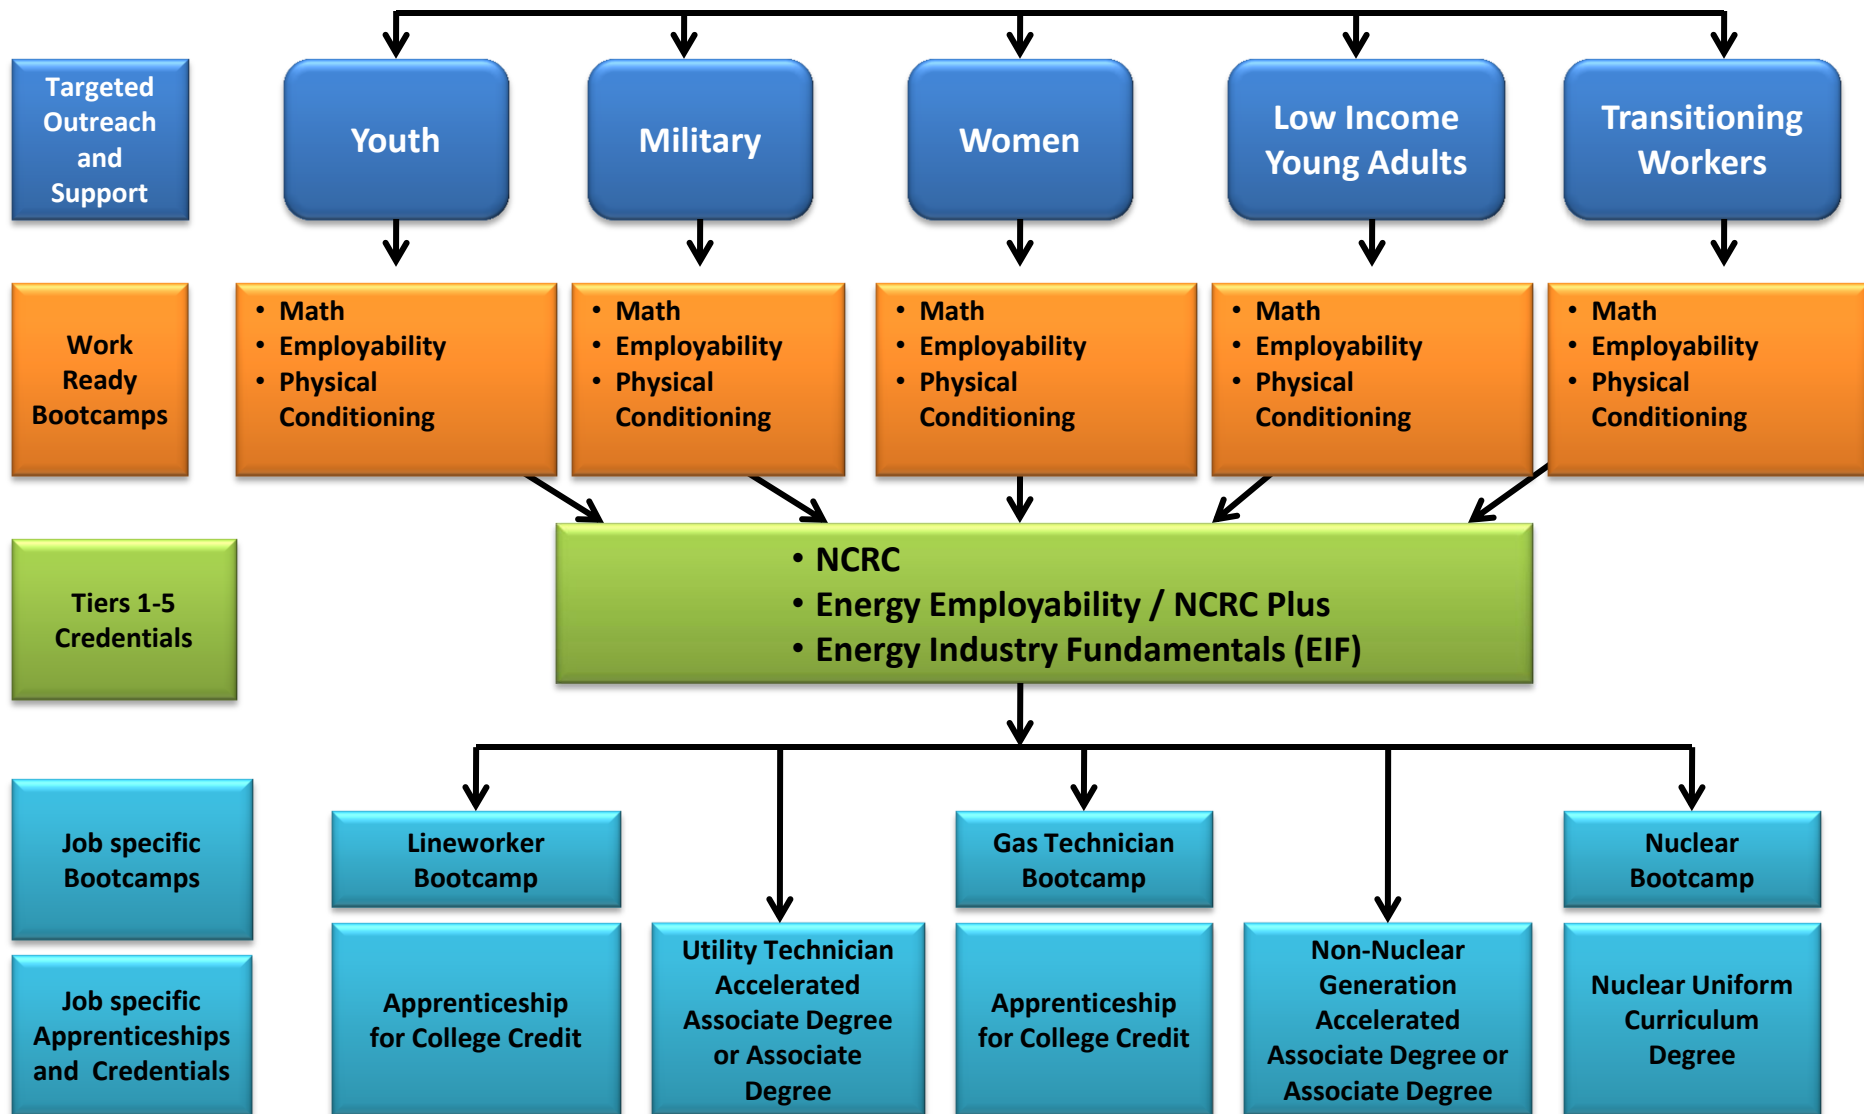 Targeted
Outreach
and
Support
Youth
Military
Women
Low Income
Young Adults
Transitioning
Workers
Work
Ready
Bootcamps
• Math
• Employability
• Physical
Conditioning
• Math
• Employability
• Physical
Conditioning
• Math
• Employability
• Physical
Conditioning
• Math
• Employability
• Physical
Conditioning
• Math
• Employability
• Physical
Conditioning
Tiers 1-5
Credentials
• NCRC
• Energy Employability / NCRC Plus
• Energy Industry Fundamentals (EIF)
Job specific
Bootcamps
Lineworker
Bootcamp
Gas Technician
Bootcamp
Nuclear
Bootcamp
Job specific
Apprenticeships
and Credentials
Apprenticeship
for College Credit
Utility Technician
Accelerated
Associate Degree
or Associate
Degree
Apprenticeship
for College Credit
Non-Nuclear
Generation
Accelerated
Associate Degree or
Associate Degree
Nuclear Uniform
Curriculum
Degree